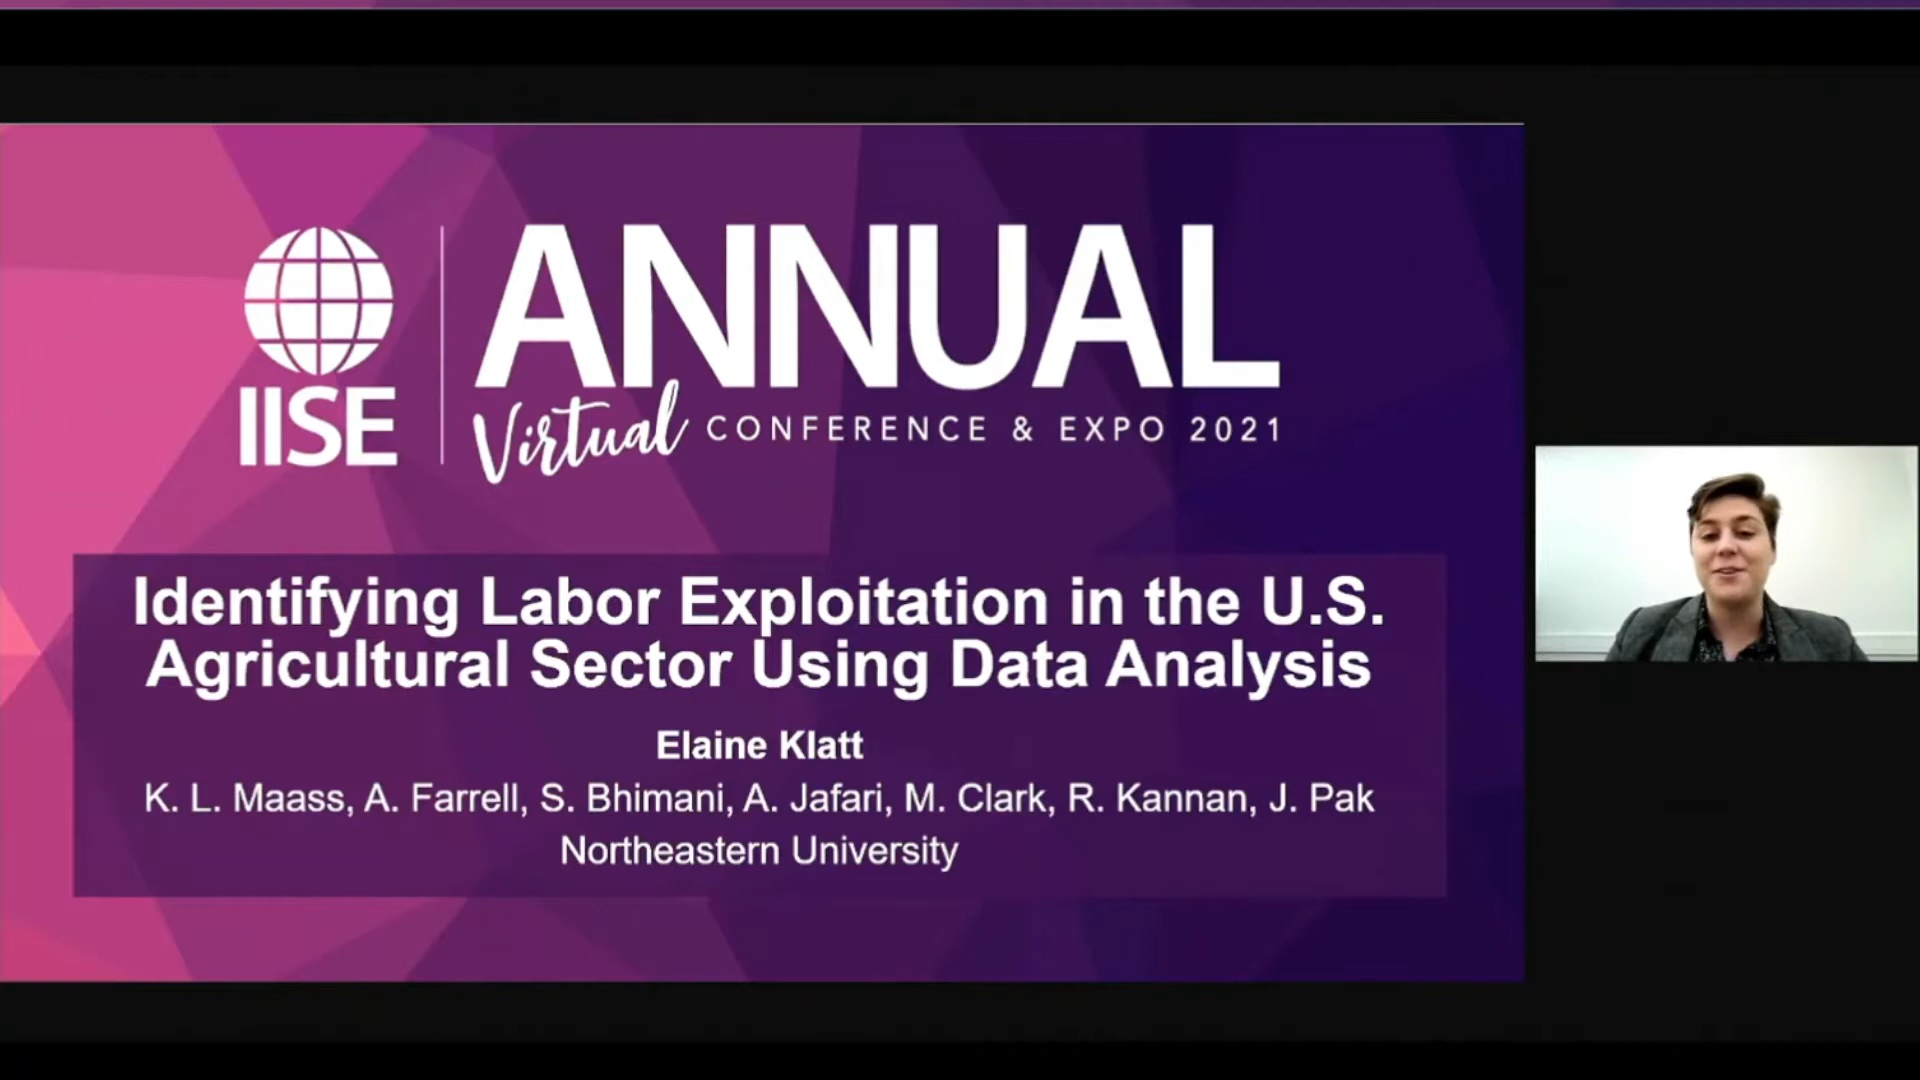 IISE
ANNUAL
Virtual CONFERENCE & EXPO 2021
Identifying Labor Exploitation in the U.S.
Agricultural Sector Using Data Analysis
Elaine Klatt
K. L. Maass, A. Farrell, S. Bhimani, A. Jafari, M. Clark, R. Kannan, J. Pak
Northeastern University